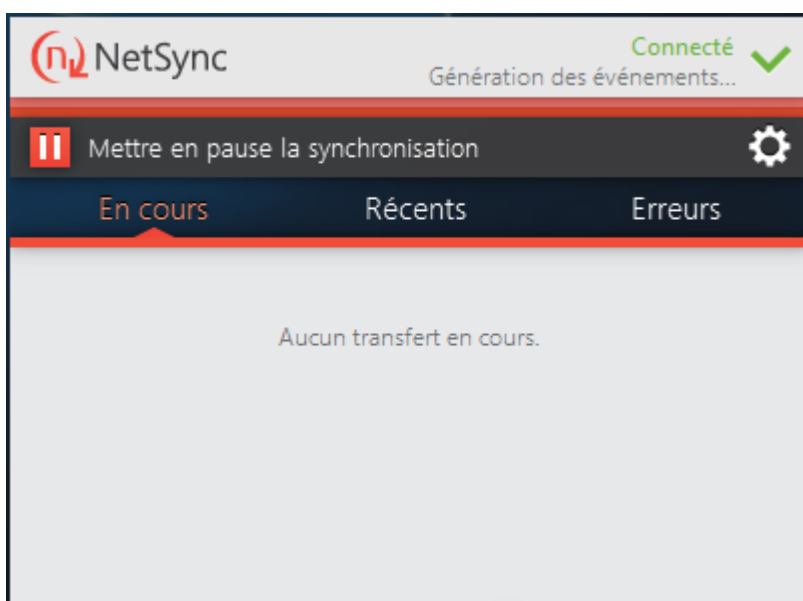 NetSync
Connecté
Génération des événements...
Mettre en pause la synchronisation
En cours
Récents
Erreurs
Aucun transfert en cours.